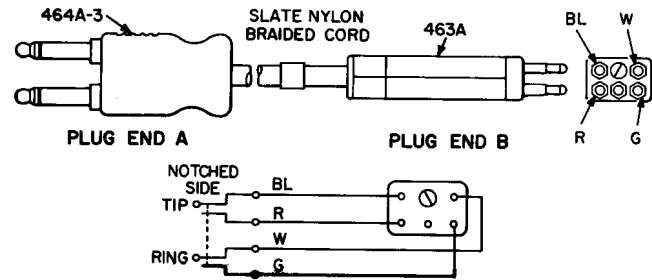 464A-3
SLATE NYLON
BRAIDED CORD
463A
BL
W
PLUG END A
PLUG END B
R
G
NOTCHED
SIDE
BL
TIP
R
W
RING
G